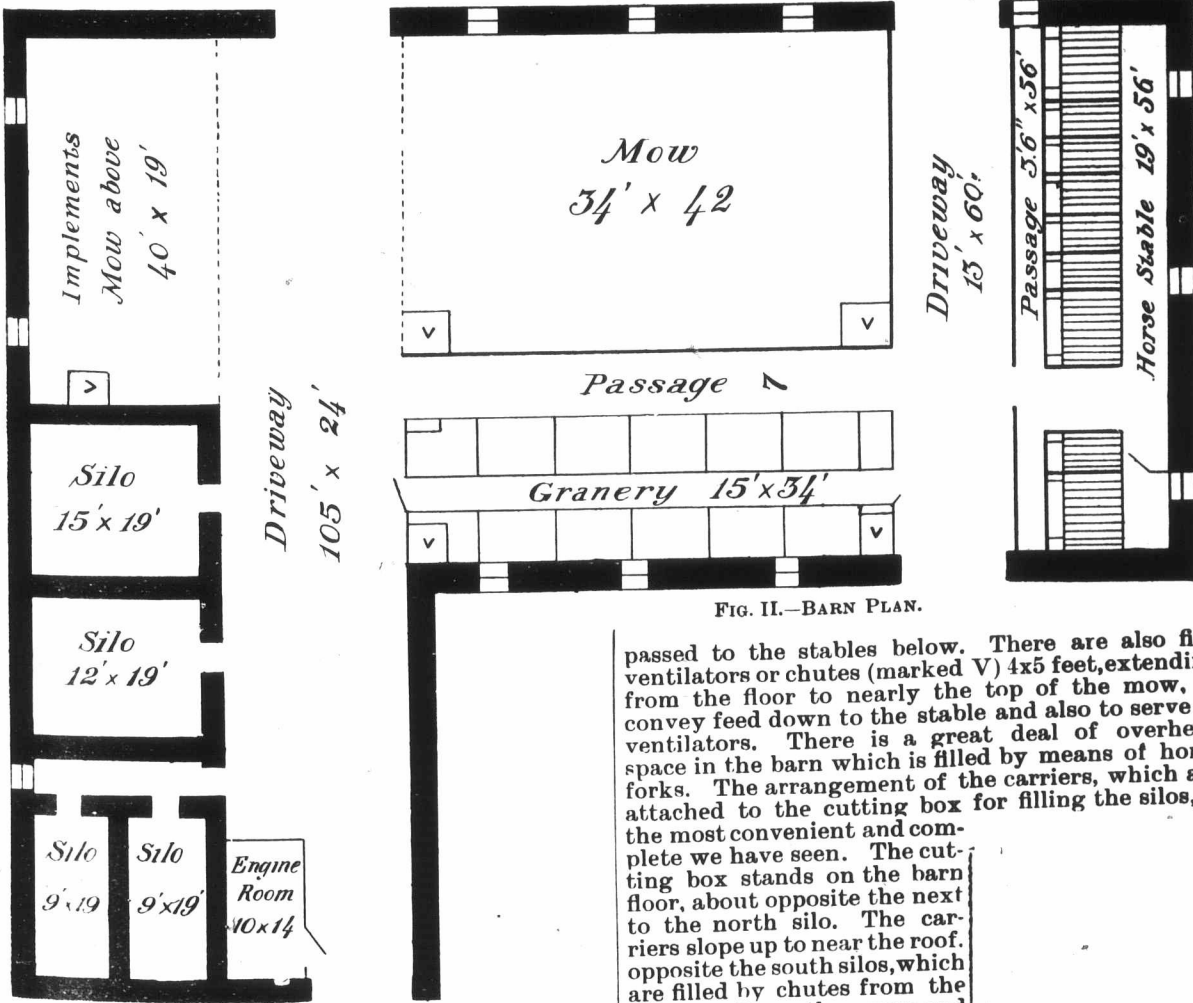 Implements
Mow above
40' x 19'
Mow
34' x 42
Driveway
13' x 60'
Passage 3'6" x 56'
Horse Stable 19' x 56'
V
V
V
Passage 7
Silo
15' x 19'
Driveway
105' x 24'
Granery 15' x 34'
V
V
Silo
12' x 19'
Silo
9' x 19
Silo
9' x 19'
Engine
Room
10 x 14
FIG. II.—BARN PLAN.
passed to the stables below. There are also
ventilators or chutes (marked V) 4x5 feet, 
from the floor to nearly the top of the mow,
convey feed down to the stable and also to serve
ventilators. There is a great deal of
space in the barn which is filled by means of
forks. The arrangement of the carriers, which
attached to the cutting box for filling the silos,
the most convenient and com-
plete we have seen. The cut-
ting box stands on the barn
floor, about opposite the next
to the north silo. The car-
riers slope up to near the roof.
opposite the south silos, which
are filled by chutes from the